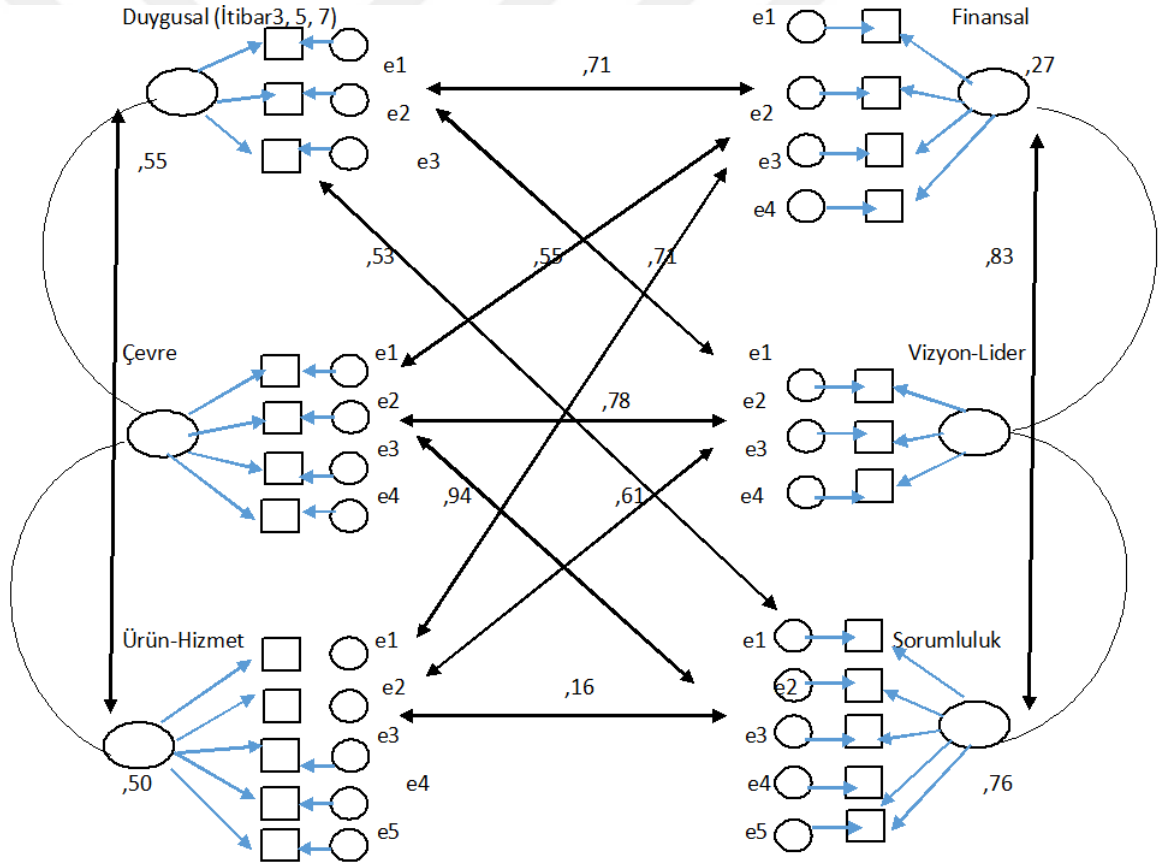 Duygusal (İtibar3, 5, 7)
e1
e2
e3
,55
,71
e1
Finansal
,27
e2
e3
e4
,53
,55
,71
,83
Çevre
e1
e2
e3
e4
,78
e1
Vizyon-Lider
e2
e3
e4
,94
,61
Ürün-Hizmet
e1
e2
e3
e4
e5
,50
,16
e1
Sorumluluk
e2
e3
e4
e5
,76